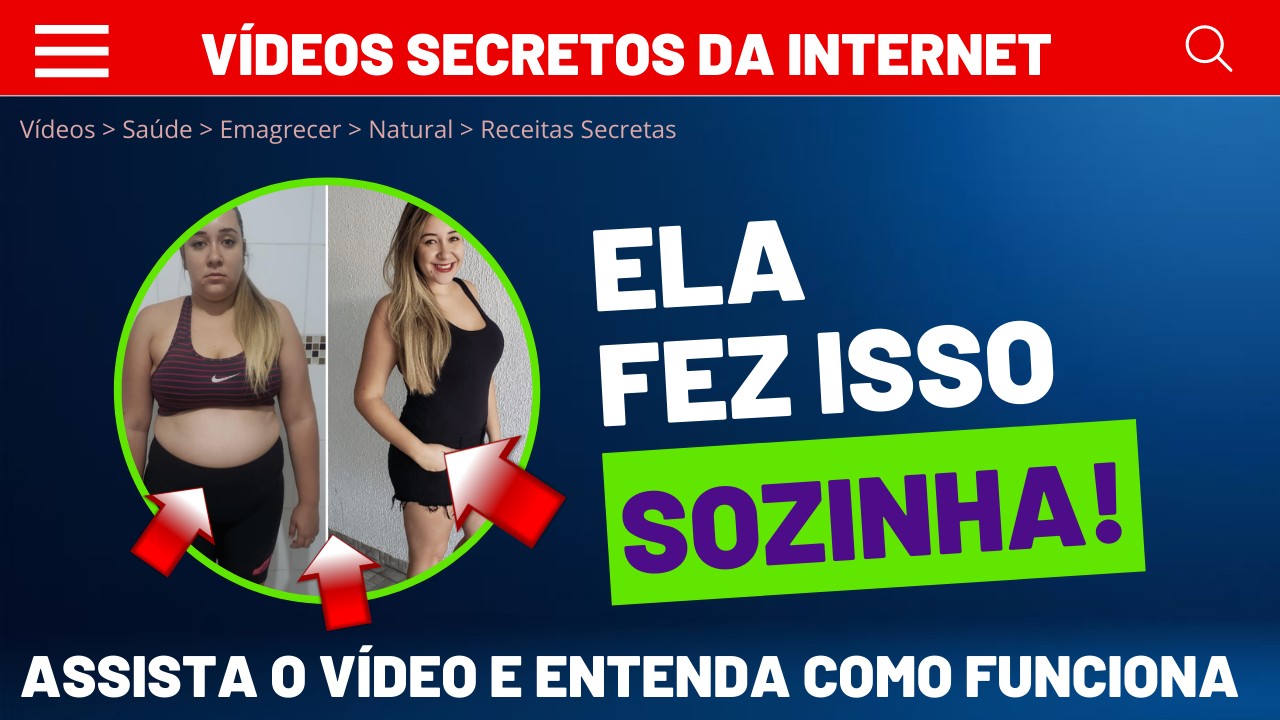 VÍDEOS SECRETOS DA INTERNET
Vídeos > Saúde > Emagrecer > Natural > Receitas Secretas
ELA
FEZ ISSO
SOZINHA!
ASSISTA O VÍDEO E ENTENDA COMO FUNCIONA